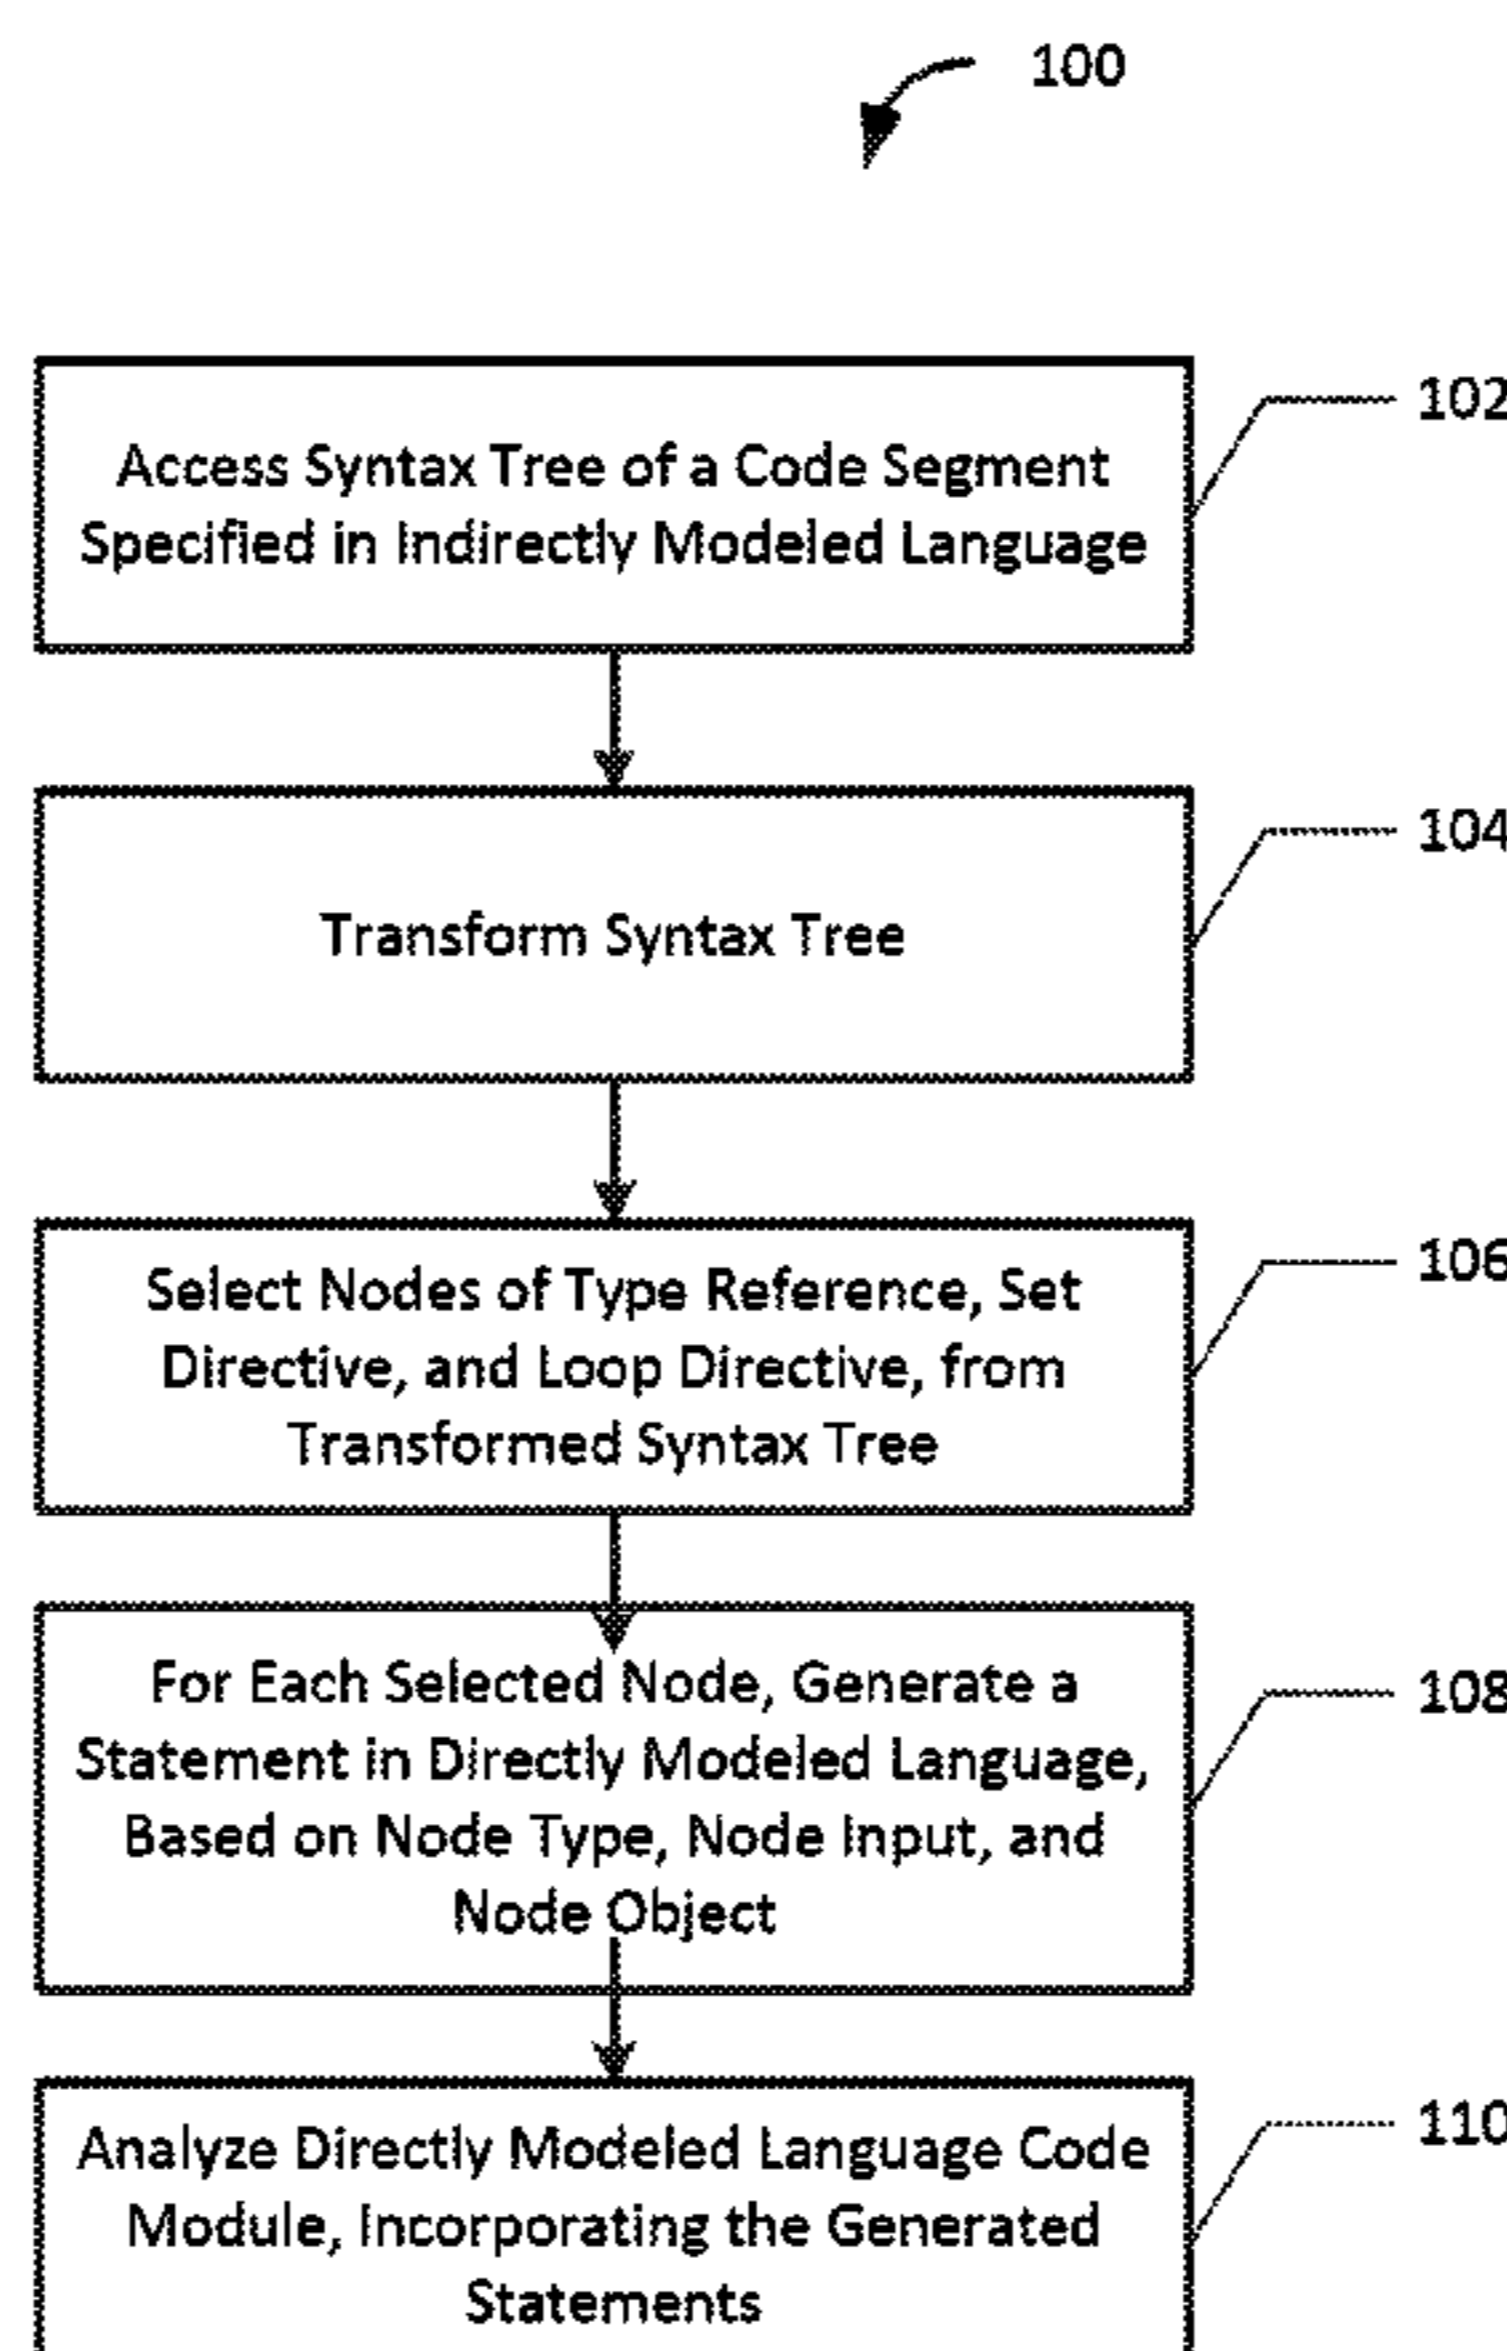 100
Access Syntax Tree of a Code Segment
Specified in Indirectly Modeled Language
102
Transform Syntax Tree
104
Select Nodes of Type Reference, Set
Directive, and Loop Directive, from
Transformed Syntax Tree
106
For Each Selected Node, Generate a
Statement in Directly Modeled Language,
Based on Node Type, Node Input, and
Node Object
108
Analyze Directly Modeled Language Code
Module, Incorporating the Generated
Statements
110